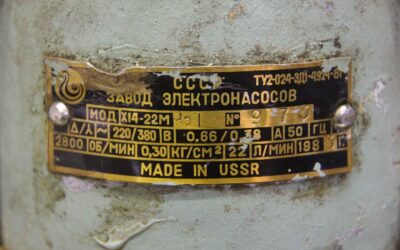 СССР ТУ2-024-ЭД1-4924-81
ЗАВОД ЭЛЕКТРОНАСОСОВ
МОД Х14-22М №
Δ/⅄ ~ 220/380 В 0.66/0.38 А 50 ГЦ
2800 ОБ/МИН 0,30 КГ/СМ² 22 Л/МИН 198
MADE IN USSR